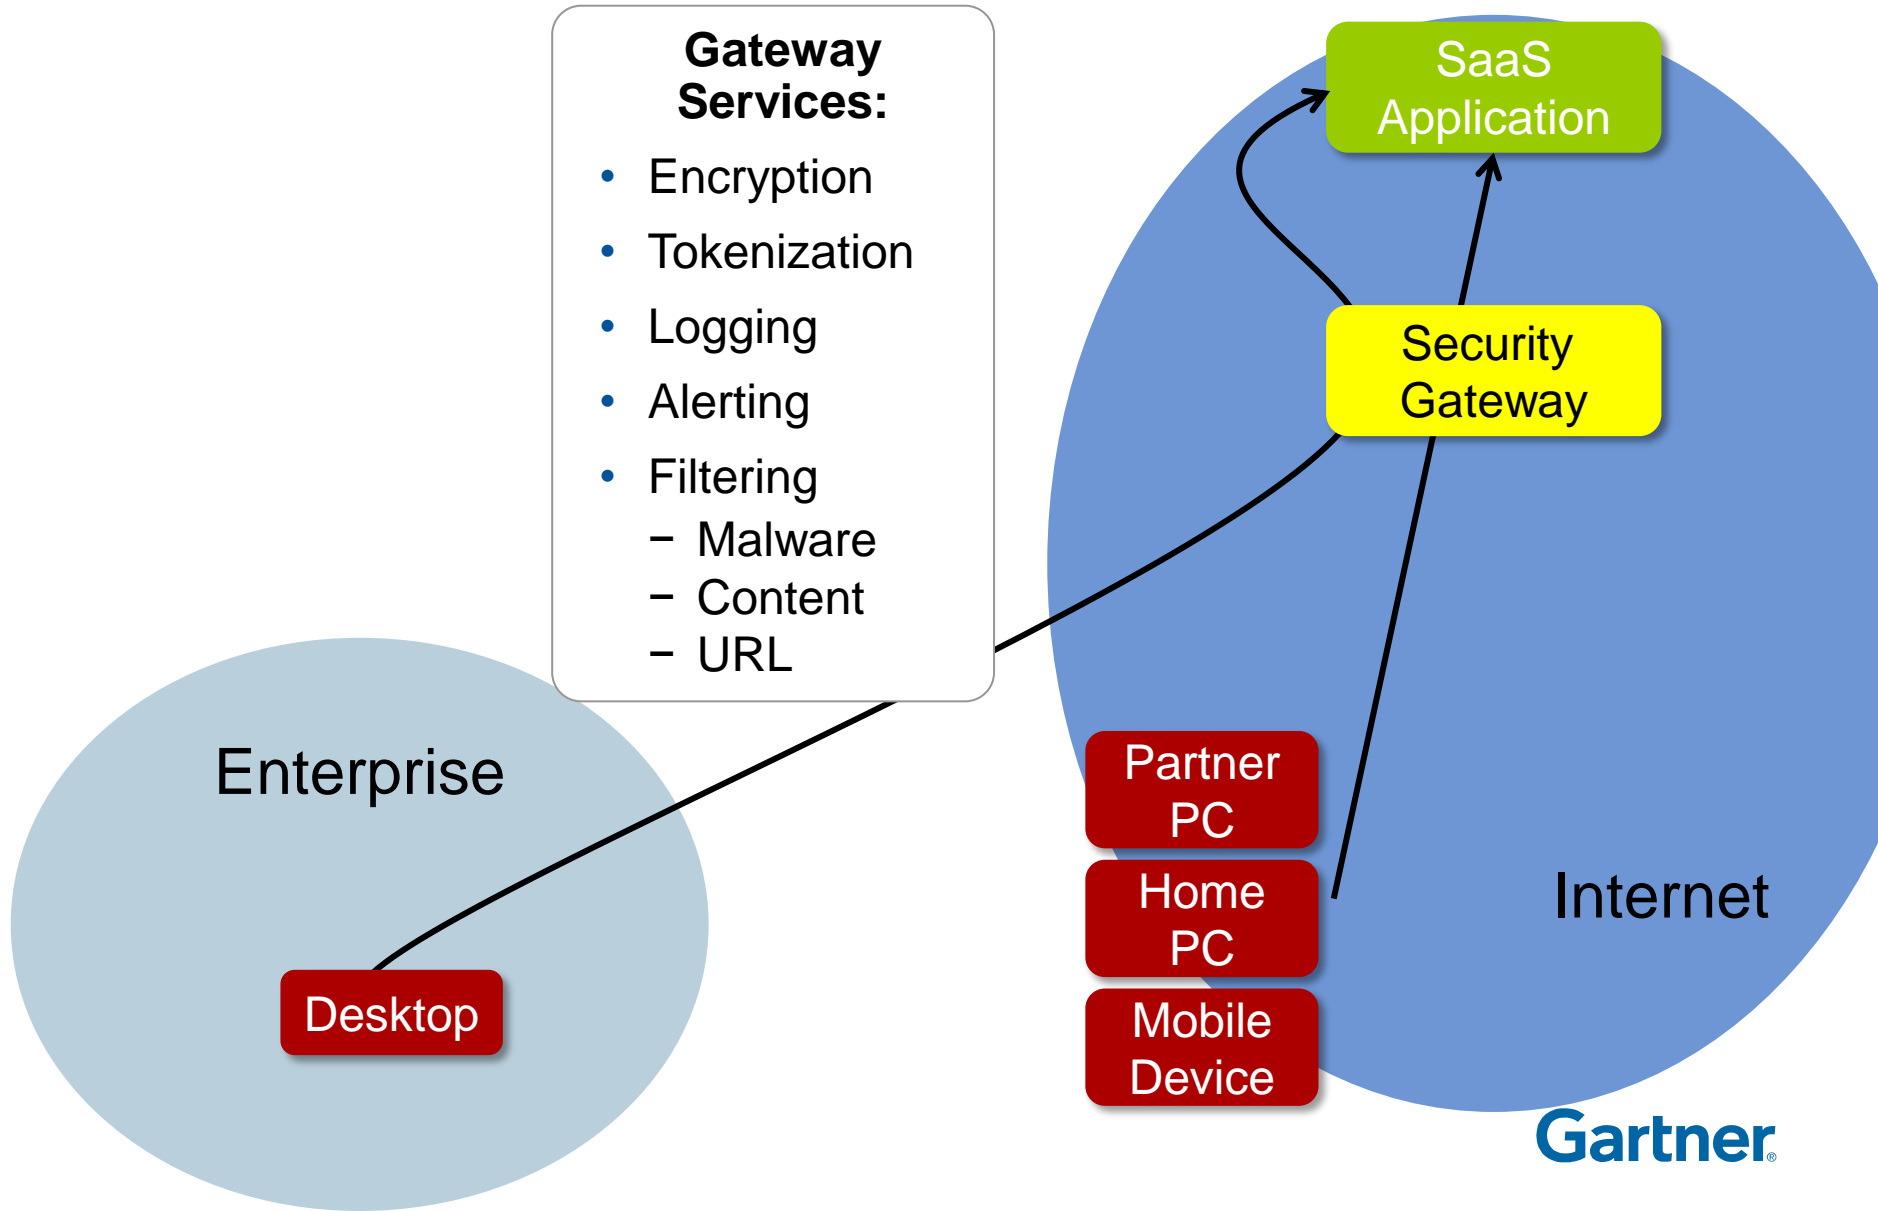 Gateway
Services:
• Encryption
• Tokenization
• Logging
• Alerting
• Filtering
− Malware
− Content
− URL
SaaS
Application
Security
Gateway
Enterprise
Desktop
Partner
PC
Home
PC
Mobile
Device
Internet
Gartner®